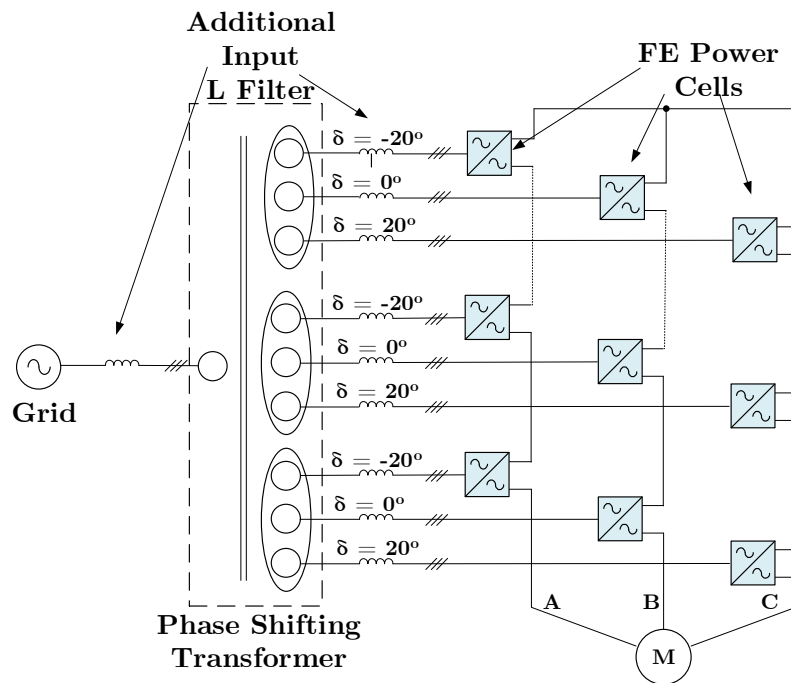 Additional
Input
L Filter
FE Power
Cells
δ = -20º
δ = 0º
δ = 20º
δ = -20º
δ = 0º
δ = 20º
Grid
δ = -20º
δ = 0º
δ = 20º
A
B
C
Phase Shifting
Transformer
M